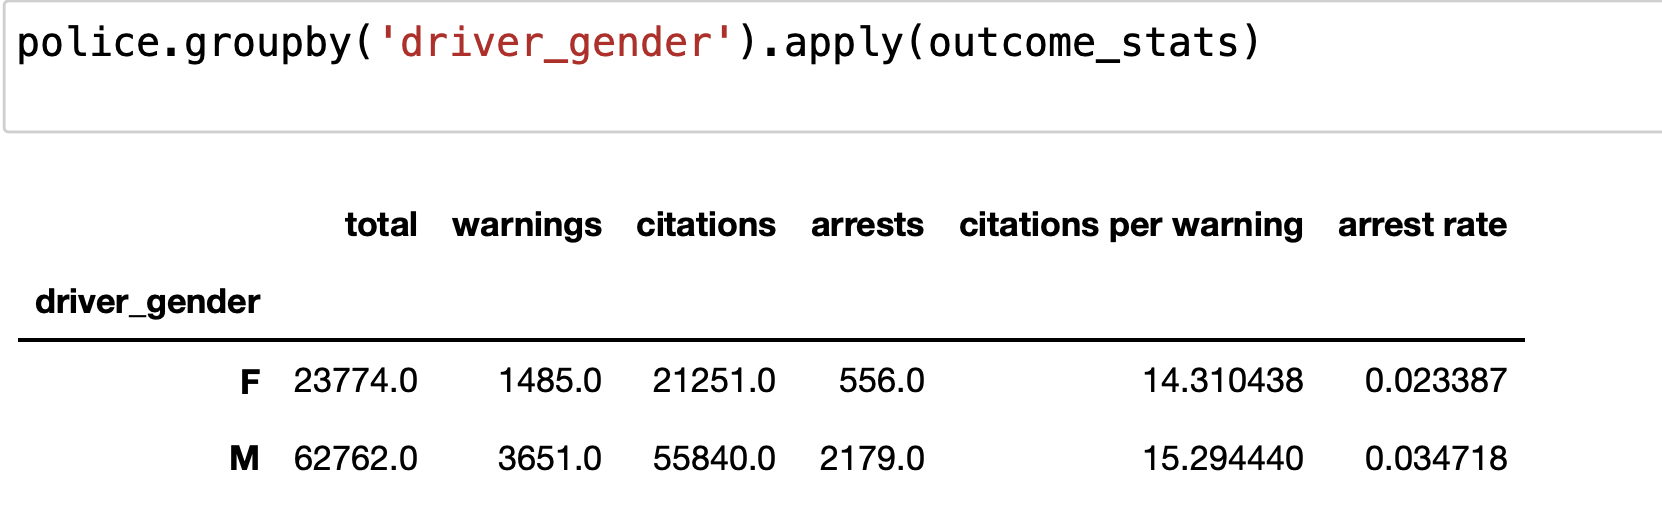 police.groupby('driver_gender').apply(outcome_stats)
total warnings citations arrests citations per warning arrest rate
driver_gender
F 23774.0 1485.0 21251.0 556.0 14.310438 0.023387
M 62762.0 3651.0 55840.0 2179.0 15.294440 0.034718